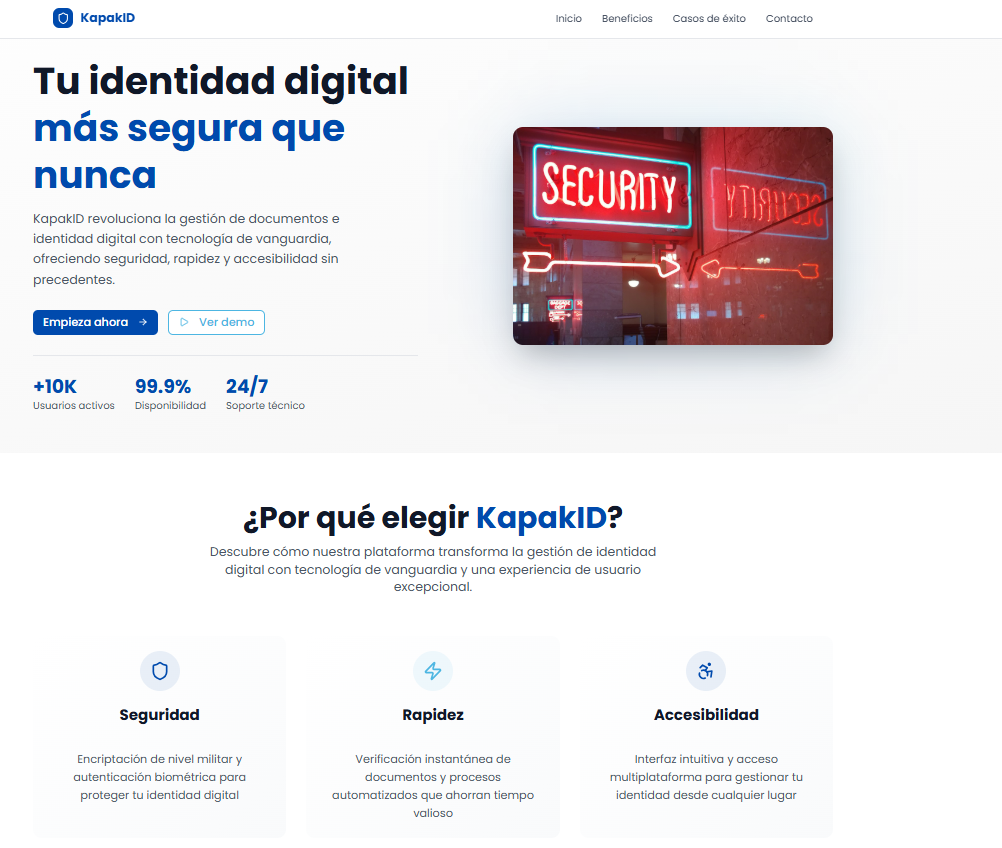 KapakID
Inicio Beneficios Casos de éxito Contacto
Tu identidad digital
más segura que
nunca
KapakID revoluciona la gestión de documentos e
identidad digital con tecnología de vanguardia,
ofreciendo seguridad, rapidez y accesibilidad sin
precedentes.
Empieza ahora
Ver demo
+10K 99.9% 24/7
Usuarios activos Disponibilidad Soporte técnico
SECURITY
SECURITY
¿Por qué elegir KapakID?
Descubre cómo nuestra plataforma transforma la gestión de identidad
digital con tecnología de vanguardia y una experiencia de usuario
excepcional.
Seguridad
Encriptación de nivel militar y
autenticación biométrica para
proteger tu identidad digital
Rapidez
Verificación instantánea de
documentos y procesos
automatizados que ahorran tiempo
valioso
Accesibilidad
Interfaz intuitiva y acceso
multiplataforma para gestionar tu
identidad desde cualquier lugar